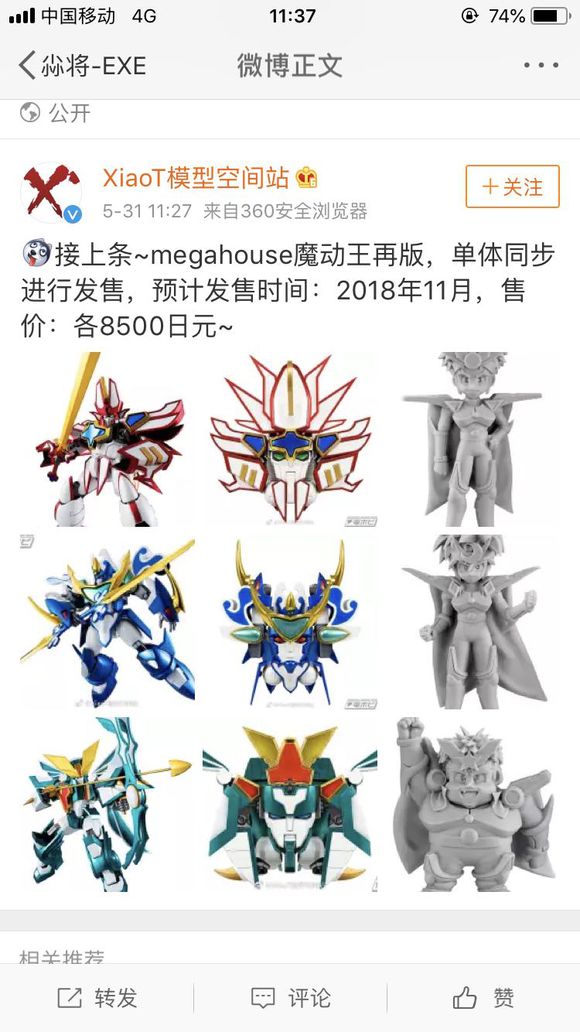 中国移动 4G 11:37 74%
尛将-EXE 微博正文
公开
XiaoT模型空间站
+关注
5-31 11:27 来自360安全浏览器
接上条~megahouse魔动王再版，单体同步
进行发售，预计发售时间：2018年11月，售
价：各8500日元~
相关推荐
转发 评论 赞